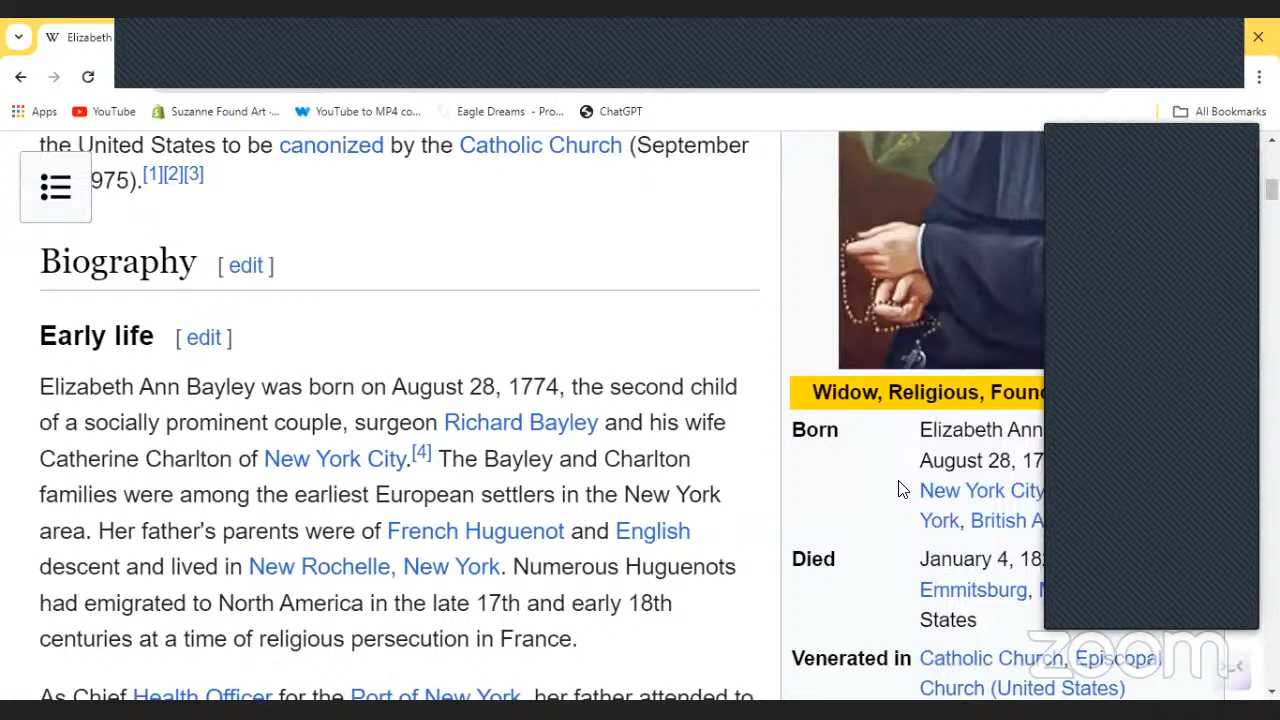 Elizabeth
Apps
YouTube
Suzanne Found Art -...
YouTube to MP4 co...
Eagle Dreams - Pro...
ChatGPT
All Bookmarks
the United States to be canonized by the Catholic Church (September
975).[1][2][3]
Biography [ edit ]
Early life [ edit ]
Elizabeth Ann Bayley was born on August 28, 1774, the second child
of a socially prominent couple, surgeon Richard Bayley and his wife
Catherine Charlton of New York City.[4] The Bayley and Charlton
families were among the earliest European settlers in the New York
area. Her father's parents were of French Huguenot and English
descent and lived in New Rochelle, New York. Numerous Huguenots
had emigrated to North America in the late 17th and early 18th
centuries at a time of religious persecution in France.
As Chief Health Officer for the Port of New York, her father attended to
Widow, Religious,
Born Elizabeth Ann
August 28,
New York City
York, British
Died January 4,
Emmitsburg,
States
Venerated in Catholic Church, Episcopal
Church (United States)
zoom